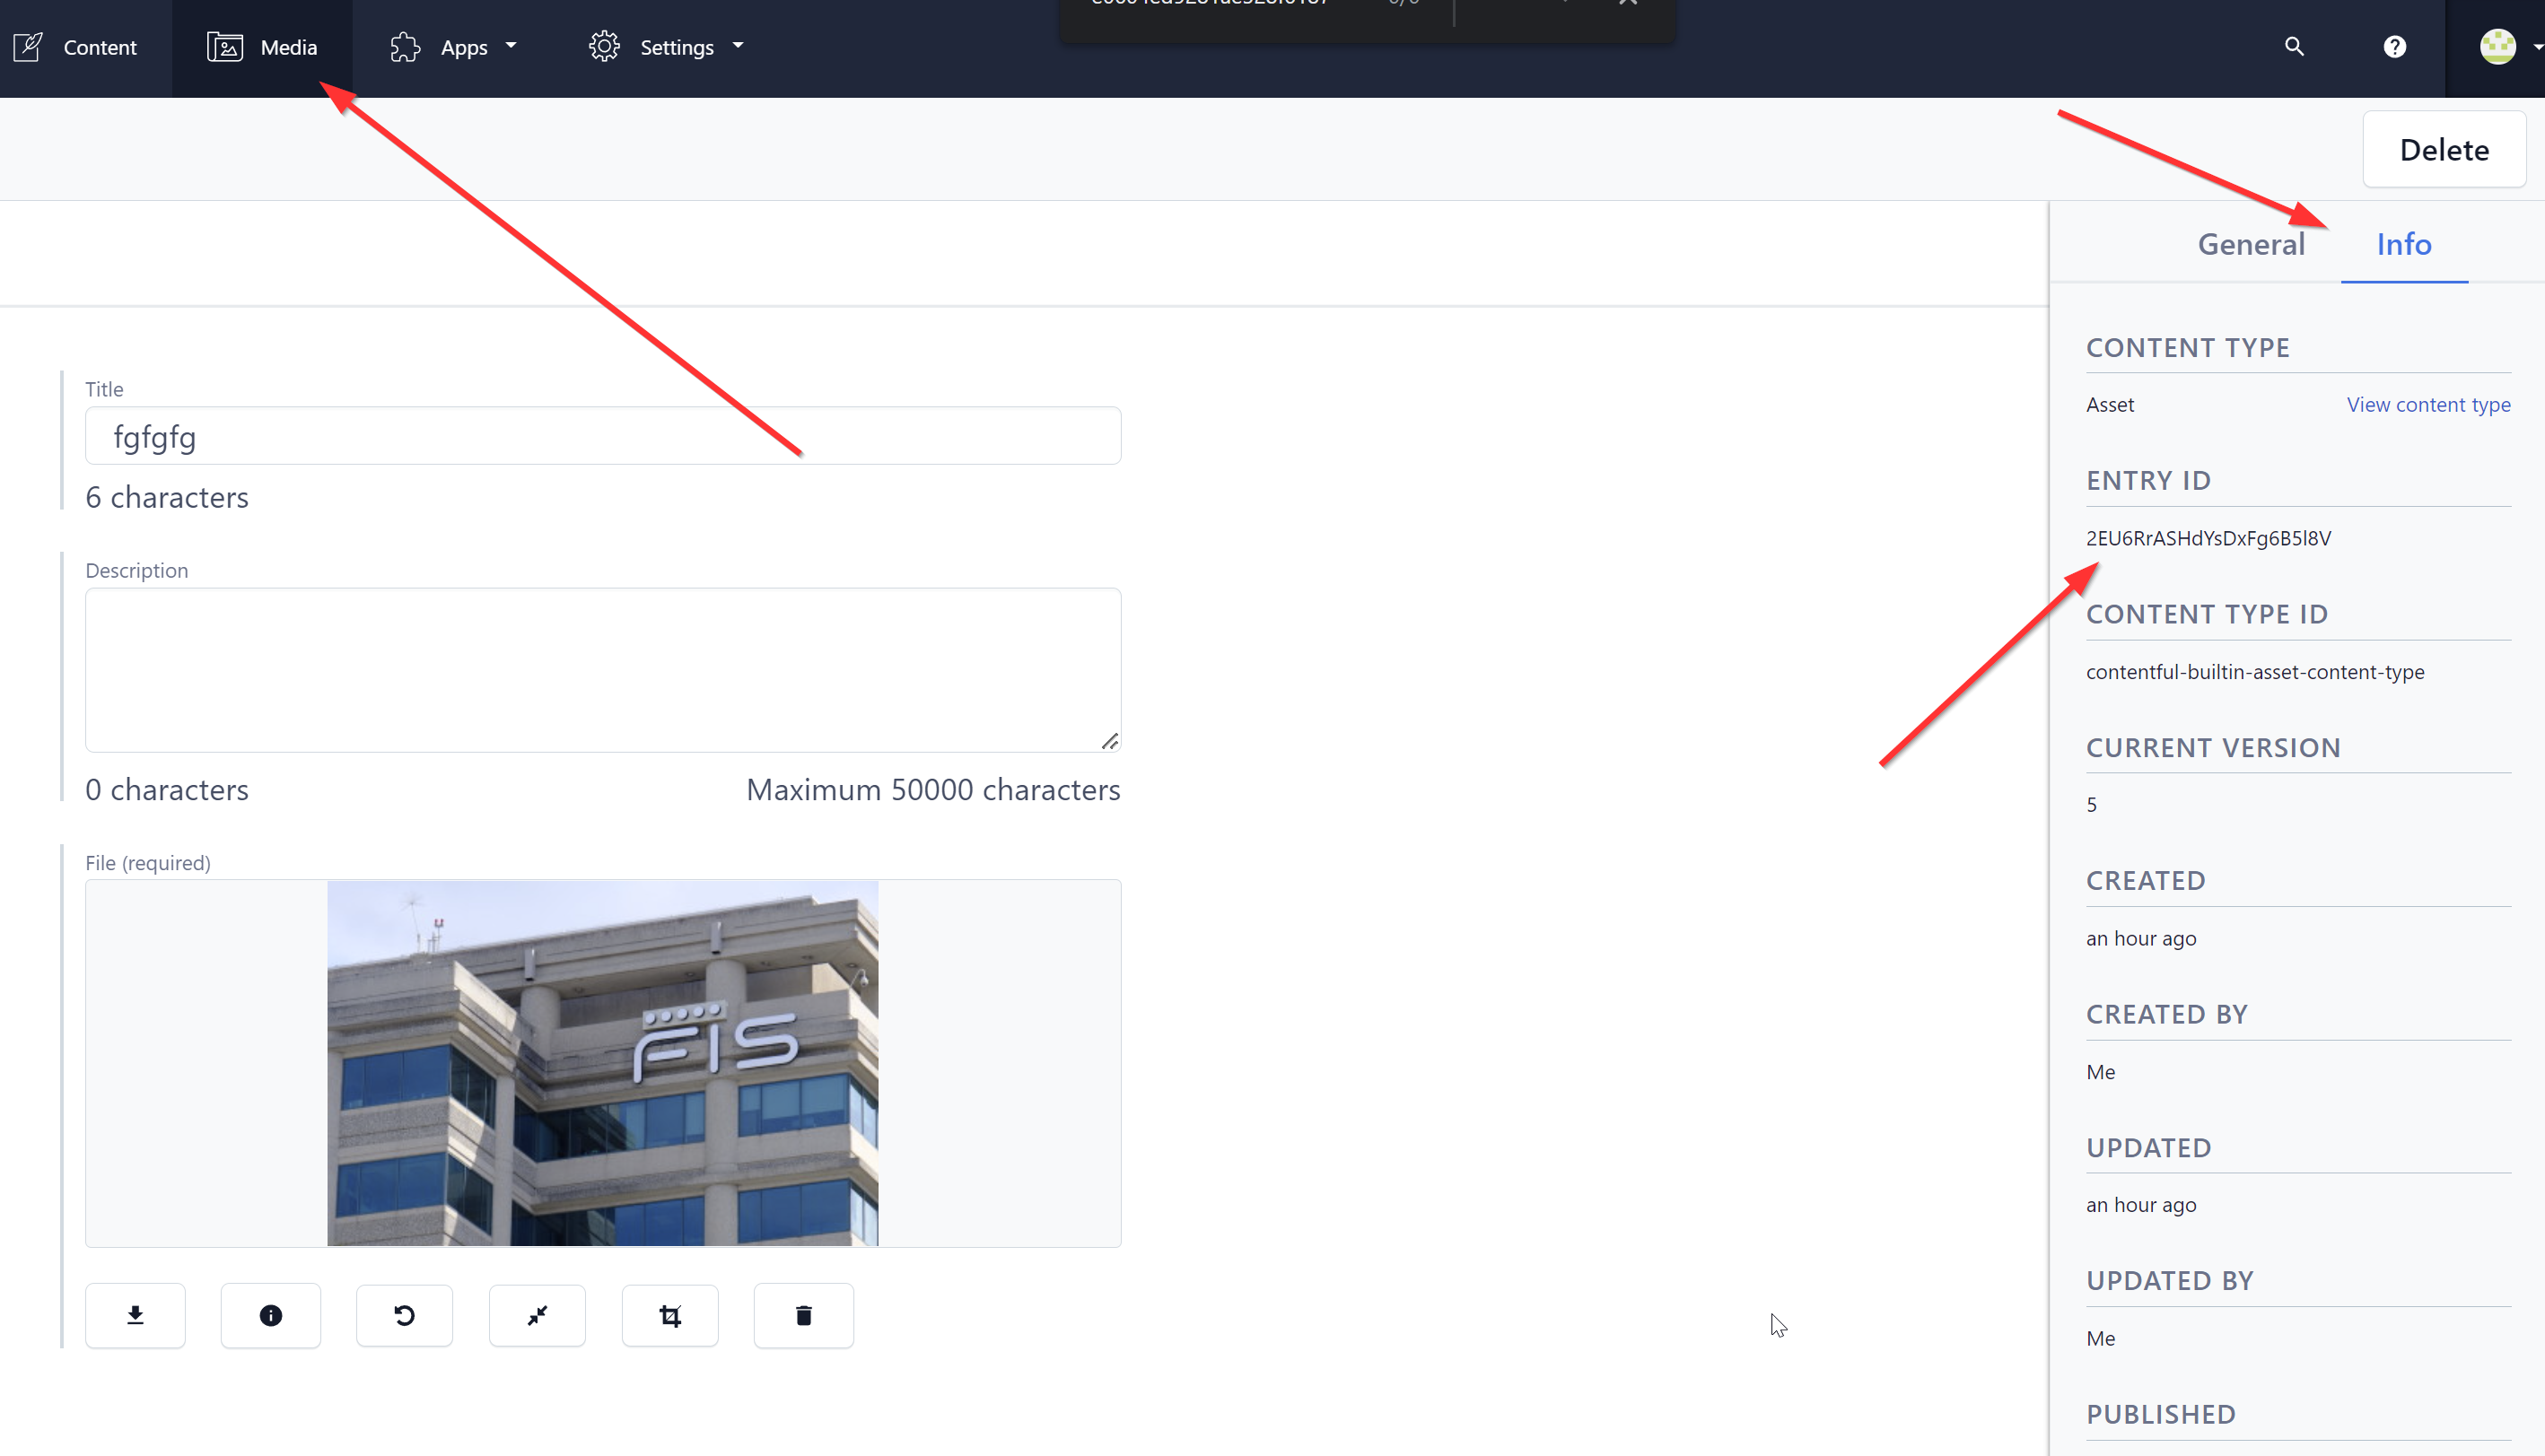 Content
Media
Apps
Settings
Delete
General
Info
Title
fgfgfg
6 characters
Description
0 characters
Maximum 50000 characters
File (required)
FIS
CONTENT TYPE
Asset
View content type
ENTRY ID
2EU6RrASHdYsDxFg6B5l8V
CONTENT TYPE ID
contentful-builtin-asset-content-type
CURRENT VERSION
5
CREATED
an hour ago
CREATED BY
Me
UPDATED
an hour ago
UPDATED BY
Me
PUBLISHED